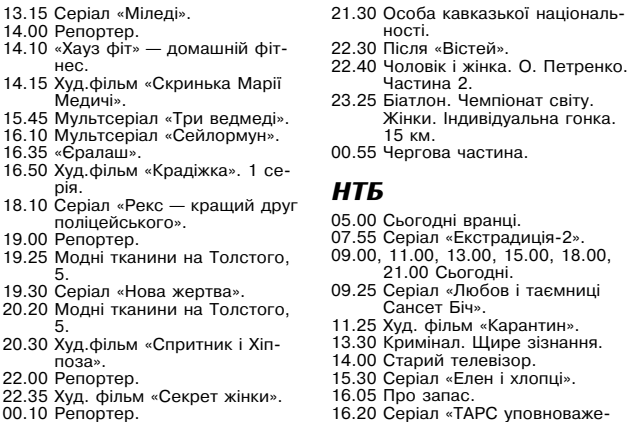 13.15 Серіал «Міледі».
14.00 Репортер.
14.10 «Хауз фіт» — домашній фіт-
нес.
14.15 Худ.фільм «Скринька Марії
Медичі».
15.45 Мультсеріал «Три ведмеді».
16.10 Мультсеріал «Сейлормун».
16.35 «Єралаш».
16.50 Худ.фільм «Крадіжка». 1 се-
рія.
18.10 Серіал «Рекс — кращий друг
поліцейського».
19.00 Репортер.
19.25 Модні тканини на Толстого,
5.
19.30 Серіал «Нова жертва».
20.20 Модні тканини на Толстого,
5.
20.30 Худ.фільм «Спритник і Хіп-
поза».
22.00 Репортер.
22.35 Худ. фільм «Секрет жінки».
00.10 Репортер.
21.30 Особа кавказької національ-
ності.
22.30 Після «Вістей».
22.40 Чоловік і жінка. О. Петренко.
Частина 2.
23.25 Біатлон. Чемпіонат світу.
Жінки. Індивідуальна гонка.
15 км.
00.55 Чергова частина.
НТБ
05.00 Сьогодні вранці.
07.55 Серіал «Екстрадиція-2».
09.00, 11.00, 13.00, 15.00, 18.00,
21.00 Сьогодні.
09.25 Серіал «Любов і таємниці
Сансет Біч».
11.25 Худ. фільм «Карантин».
13.30 Кримінал. Щире зізнання.
14.00 Старий телевізор.
15.30 Серіал «Елен і хлопці».
16.05 Про запас.
16.20 Серіал «ТАРС уповноваже-